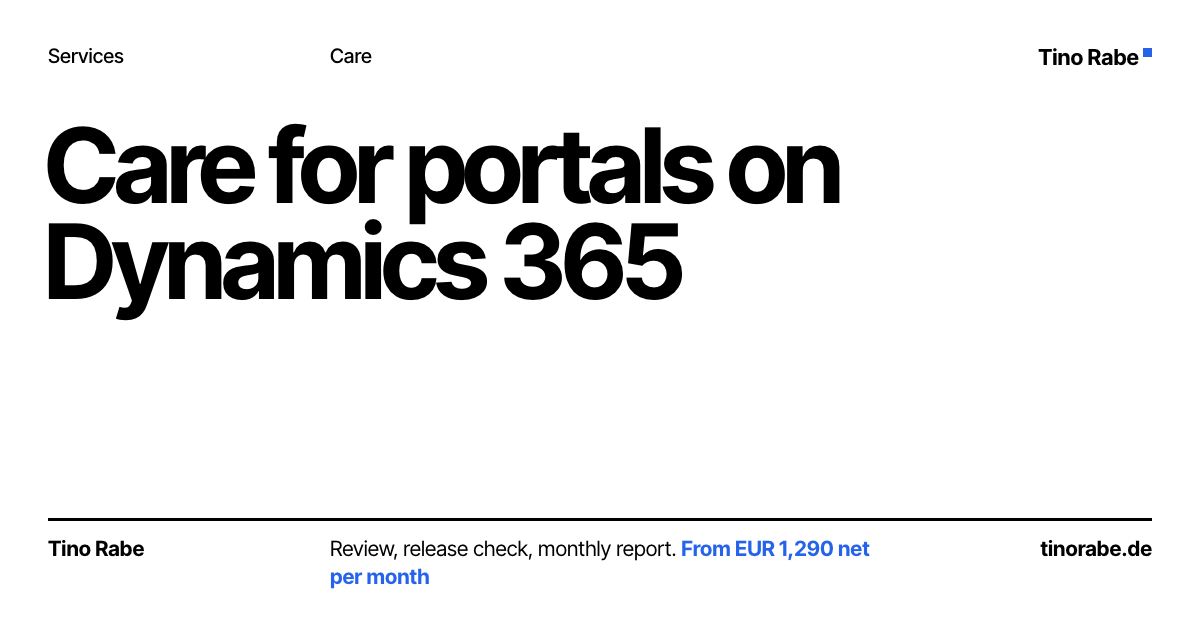 Services
Care
Tino Rabe
Care for portals on
Dynamics 365
Tino Rabe
Review, release check, monthly report. From EUR 1,290 net
per month
tinorabe.de